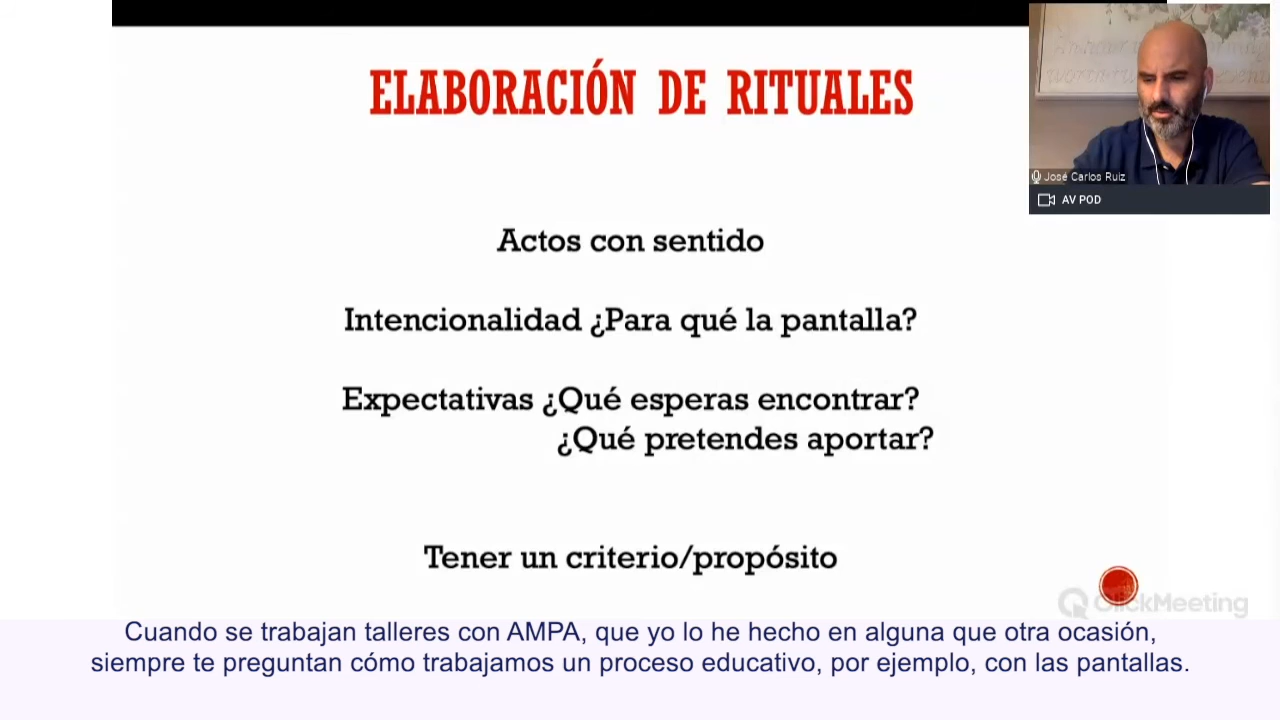 ELABORACIÓN DE RITUALES
José Carlos Ruiz
AV POD
Actos con sentido
Intencionalidad ¿Para qué la pantalla?
Expectativas ¿Qué esperas encontrar?
¿Qué pretendes aportar?
Tener un criterio/propósito
ClickMeeting
Cuando se trabajan talleres con AMPA, que yo lo he hecho en alguna que otra ocasión,
siempre te preguntan cómo trabajamos un proceso educativo, por ejemplo, con las pantallas.